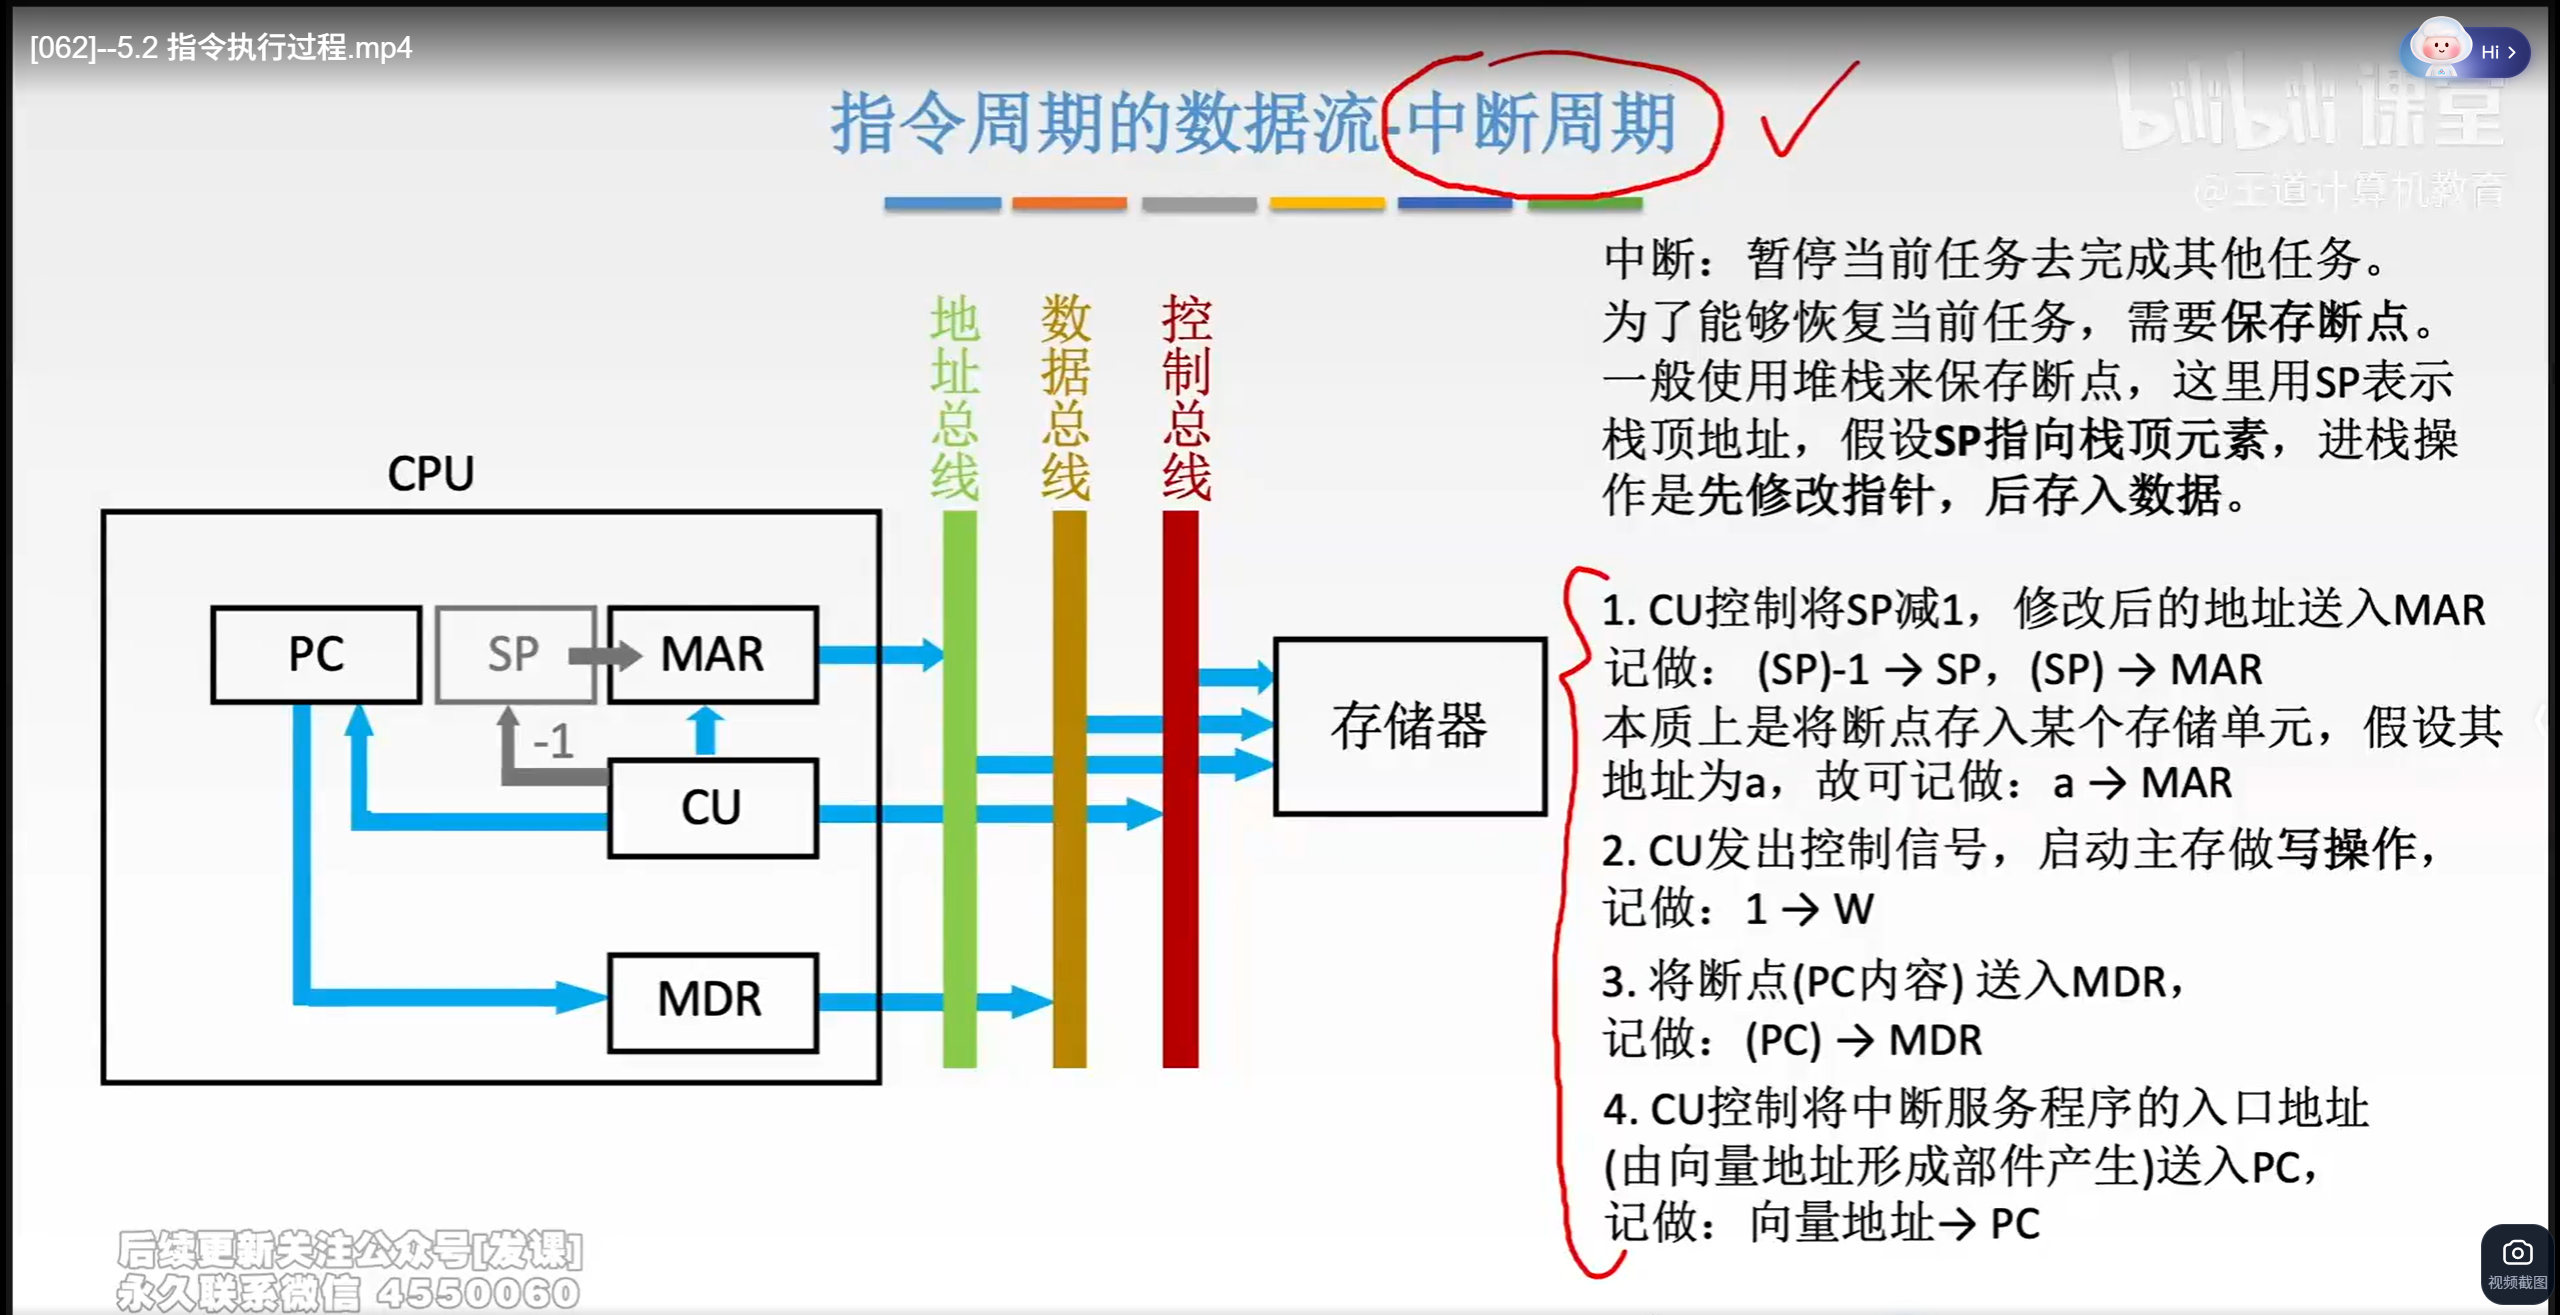 [062]--5.2 指令执行过程.mp4
Hi
指令周期的数据流-中断周期
bilibili 课堂
@王道计算机教育
中断：暂停当前任务去完成其他任务。
为了能够恢复当前任务，需要保存断点。
一般使用堆栈来保存断点，这里用SP表示
栈顶地址，假设SP指向栈顶元素，进栈操
作是先修改指针，后存入数据。
地址总线
数据总线
控制总线
CPU
PC
SP
MAR
-1
CU
MDR
存储器
1. CU控制将SP减1，修改后的地址送入MAR
记做： (SP)-1 → SP，(SP) → MAR
本质上是将断点存入某个存储单元，假设其
地址为a，故可记做：a → MAR
2. CU发出控制信号，启动主存做写操作，
记做：1 → W
3. 将断点(PC内容) 送入MDR，
记做：(PC) → MDR
4. CU控制将中断服务程序的入口地址
(由向量地址形成部件产生)送入PC，
记做：向量地址→ PC
后续更新关注公众号[发课]
永久联系微信 4550060
视频截图